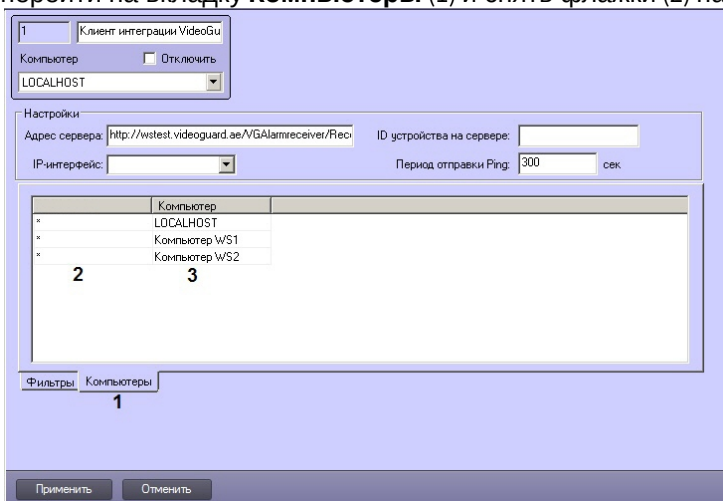 перейти на вкладку Компьютеры (1) и снять флажки (2) на
1 Клиент интеграции VideoGu
Компьютер Отключить
LOCALHOST
Настройки
Адрес сервера: http://wstest.videoguard.ae/VGAlarmreceiver/Rec ID устройства на сервере:
IP-интерфейс: Период отправки Ping: 300 сек
Компьютер
* LOCALHOST
* Компьютер WS1
* Компьютер WS2
2 3
Фильтры Компьютеры
1
Применить Отменить